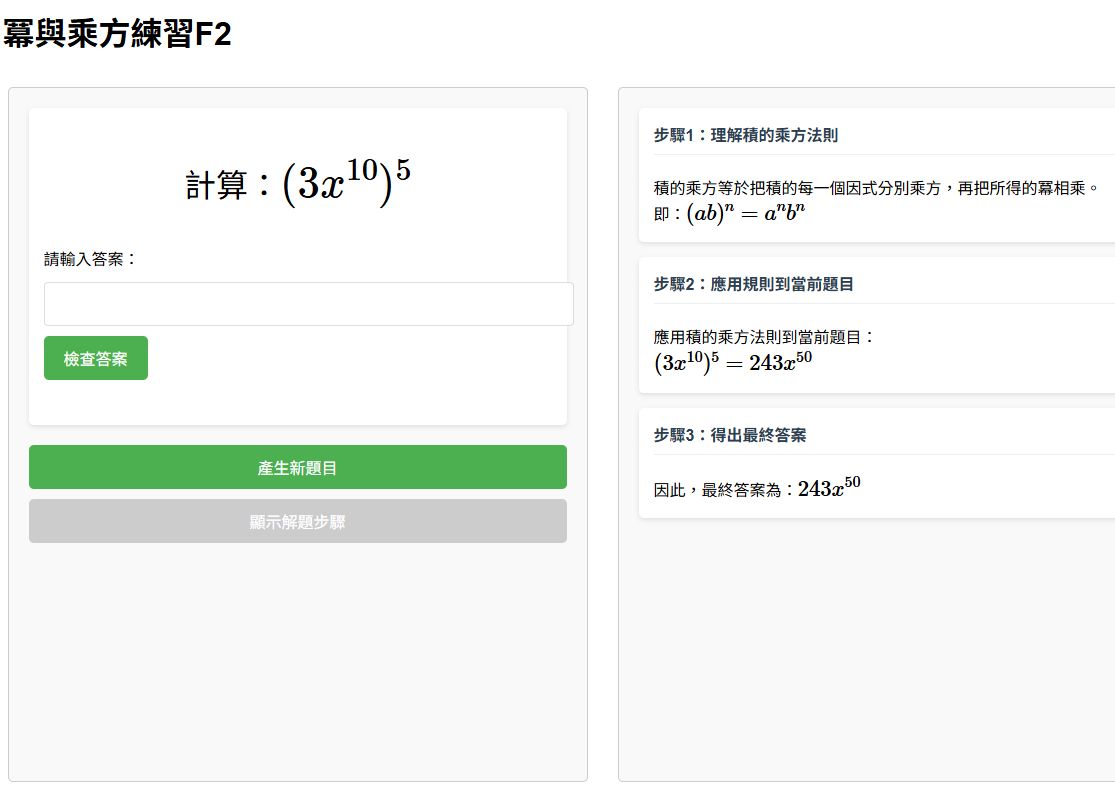 冪與乘方練習F2
計算：(3x^{10})^5
請輸入答案：
檢查答案
產生新題目
顯示解題步驟
步驟1：理解積的乘方法則
積的乘方等於把積的每一個因式分別乘方，再把所得的冪相乘。
即：(ab)^n = a^n b^n
步驟2：應用規則到當前題目
應用積的乘方法則到當前題目：
(3x^{10})^5 = 243x^{50}
步驟3：得出最終答案
因此，最終答案為：243x^{50}